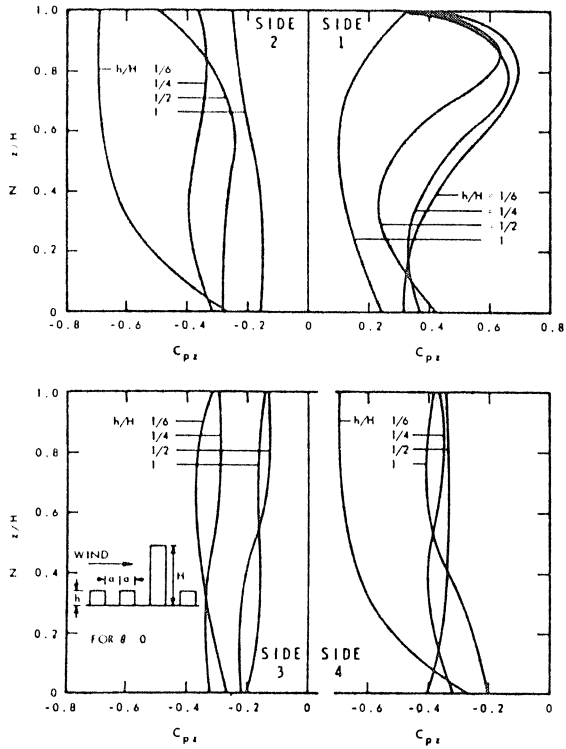 SIDE
2
SIDE
1
1.0
0.8
0.6
0.4
0.2
0
z/H
N
h/H 1/6
1/4
1/2
1
h/H = 1/6
= 1/4
= 1/2
1
-0.8
-0.6
-0.4
-0.2
0
0.2
0.4
0.6
0.8
Cpz
Cpz
1.0
0.8
0.6
0.4
0.2
0
z/H
N
h/H 1/6
1/4
1/2
1
h/H 1/6
1/4
1/2
1
WIND
a a
H
h
FOR θ 0
SIDE
3
SIDE
4
-0.8
-0.6
-0.4
-0.2
0
-0.6
-0.4
-0.2
0
Cpz
Cpz